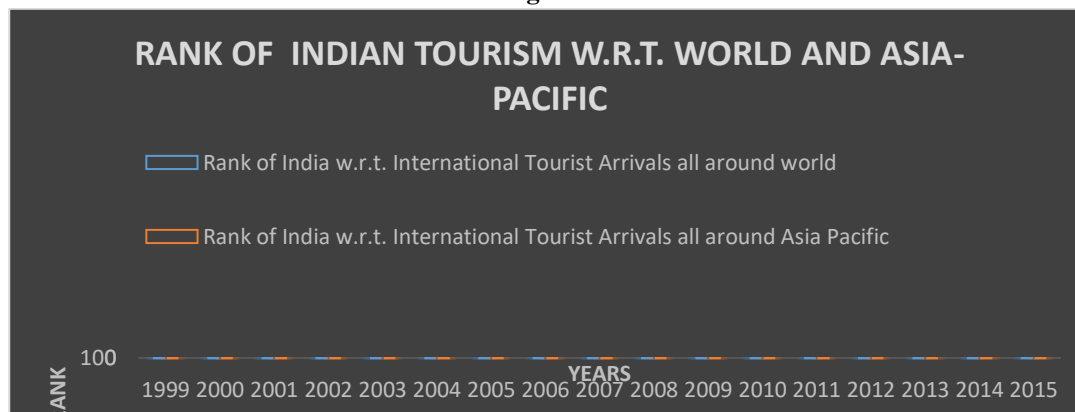 RANK OF INDIAN TOURISM W.R.T. WORLD AND ASIA-
PACIFIC
Rank of India w.r.t. International Tourist Arrivals all around world
Rank of India w.r.t. International Tourist Arrivals all around Asia Pacific
100
YEARS
1999 2000 2001 2002 2003 2004 2005 2006 2007 2008 2009 2010 2011 2012 2013 2014 2015